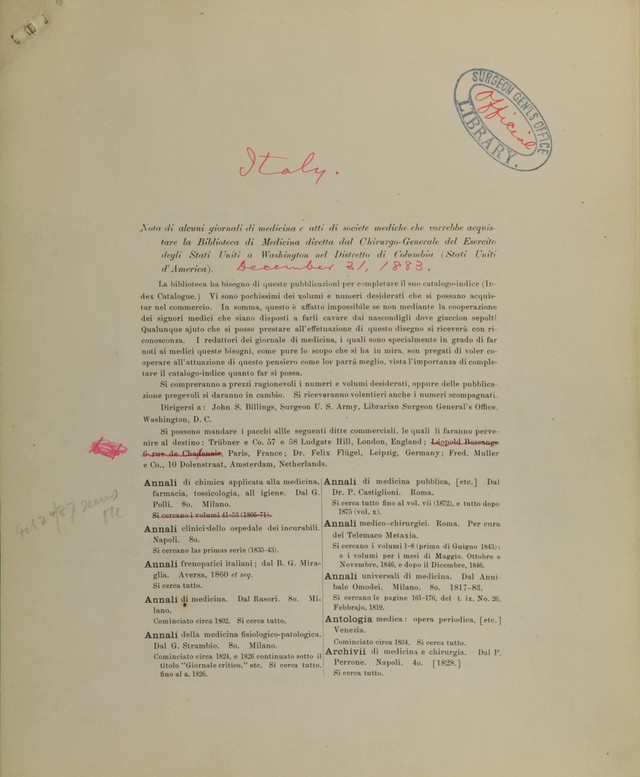 SURGEON GEN'LS OFFICE
Official
LIBRARY.
Italy.
Nota di alcuni giornali di medicina e atti di societe mediche che vorrebbe acquis-
tare la Biblioteca di Medicina diretta dal Chirurgo-Generale del Esercito
degli Stati Uniti a Washington nel Distretto di Columbia (Stati Uniti
d'America). December 21, 1883.
La biblioteca ha bisogno di queste pubblicazioni per completare il suo catalogo-indice (In-
dex Catalogue.) Vi sono pochissimi dei volumi e numeri desiderati che si possano acquis-
tar nel commercio. In somma, questo è affatto impossibile se non mediante la cooperazione
dei signori medici che siano disposti a farli cavare dai nascondigli dove giaccion sepolti
Qualunque ajuto che si posso prestare all'effetuazione di questo disegno si riceverà con ri-
conosconza. I redattori dei giornale di medicina, i quali sono specialmente in grado di far
noti ai medici queste bisogni, come pure lo scopo che si ha in mira, son pregati di voler co-
operare all'attuazione di questo pensiero come lor parrà meglio, vista l'importanza di comple-
tare il catalogo-indice quanto far si possa.
Si compreranno a prezzi ragionevoli i numeri e volumi desiderati, oppure delle pubblica-
zione pregevoli si daranno in cambio. Si riceveranno volentieri anche i numeri scompagnati.
Dirigersi a: John S. Billings, Surgeon U. S. Army, Librarian Surgeon General's Office,
Washington, D. C.
Si possono mandare i pacchi allle seguenti ditte commerciali, le quali li faranno perve-
nire al destino: Trübner e Co. 57 e 58 Ludgate Hill, London, England; Léopold Bossange
6 rue de Chabanais, Paris, France; Dr. Felix Flügel, Leipzig, Germany; Fred. Muller
e Co., 10 Dolenstraat, Amsterdam, Netherlands.
Annali di chimica applicata alla medicina,
farmacia, tossicologia, all igiene. Dal G.
Polli. 8o. Milano.
Si cercano i volumi 41-53 (1866-71).
Annali clinici dello ospedale dei incurabili.
Napoli. 8o.
Si cercano las primas serie (1835-43).
Annali frenopatici italiani; dal B. G. Mira-
glia. Aversa, 1860 et seq.
Si cerca tutto.
Annali di medicina. Dal Rasori. 8o. Mi-
lano.
Cominciato circa 1802. Si cerca tutto.
Annali della medicina fisiologico-patologica.
Dal G. Strambio. 8o. Milano.
Cominciato circa 1824, e 1826 continuato sotto il
titolo "Giornale critico," etc. Si cerca tutto,
fino al a. 1826.
Annali di medicina pubblica, [etc.] Dal
Dr. P. Castiglioni. Roma.
Si cerca tutto fino al vol. vii (1872), e tutto dopo
1875 (vol. x).
Annali medico-chirurgici. Roma. Per cura
del Telemaco Metaxia.
Si cercano i volumi 1-8 (prima di Guigno 1843);
e i volumi per i mesi di Maggio. Ottobre e
Novembre, 1846, e dopo il Dicembre, 1846.
Annali universali di medicina. Dal Anni-
bale Omodei. Milano. 8o. 1817-83.
Si cercano le pagine 161-176, del t. ix, No. 26,
Febbrajo, 1819.
Antologia medica: opera periodica, [etc.]
Venezia.
Cominciato circa 1834. Si cerca tutto.
Archivii di medicina e chirurgia. Dal P.
Perrone. Napoli. 4o. [1828.]
Si cerca tutto.